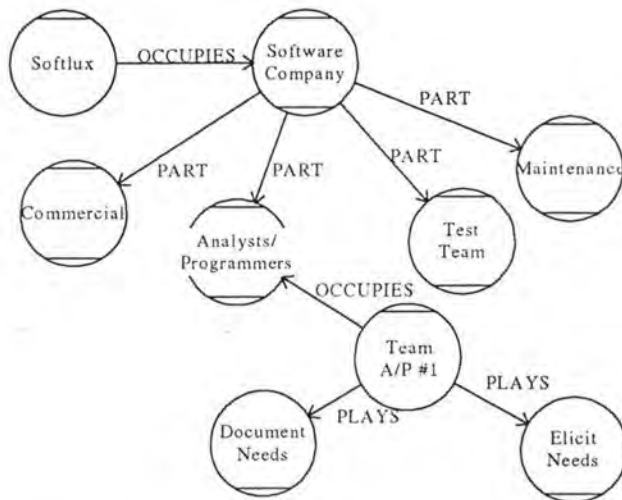 Softlux
OCCUPIES
Software
Company
PART
PART
PART
PART
Commercial
Analysts/
Programmers
Test
Team
Maintenance
OCCUPIES
Team
A/P #1
PLAYS
PLAYS
Document
Needs
Elicit
Needs